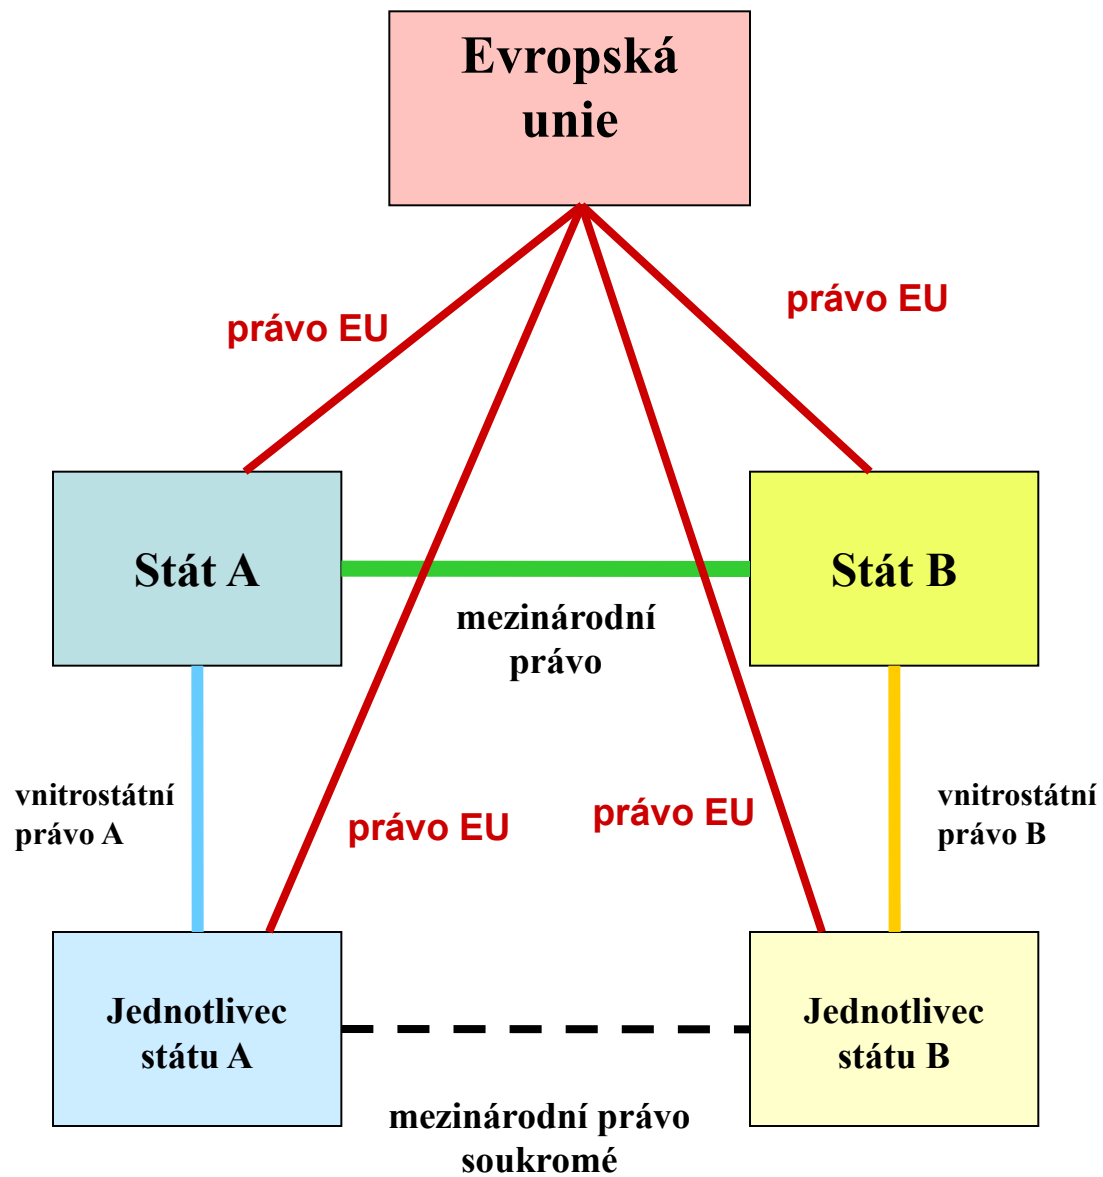 Evropská
unie
právo EU
právo EU
Stát A
Stát B
mezinárodní
právo
vnitrostátní
právo A
právo EU
právo EU
vnitrostátní
právo B
Jednotlivec
státu A
Jednotlivec
státu B
mezinárodní právo
soukromé